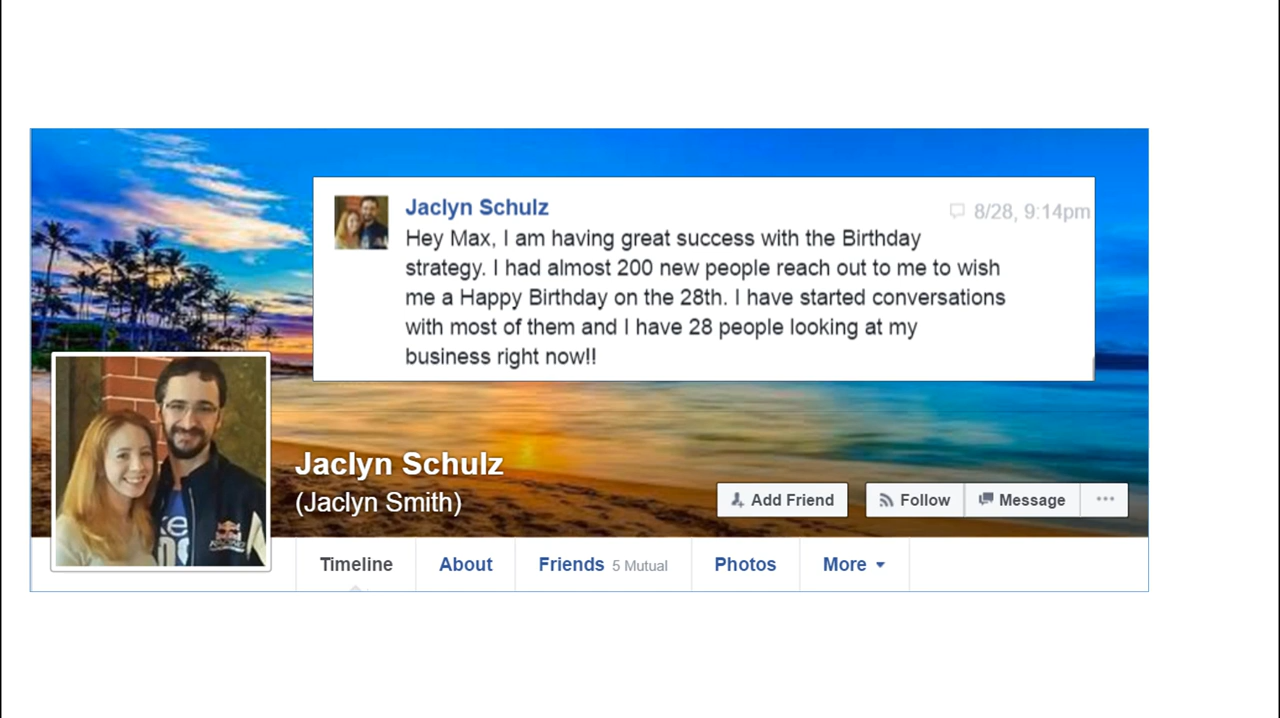 Jaclyn Schulz
8/28, 9:14pm
Hey Max, I am having great success with the Birthday
strategy. I had almost 200 new people reach out to me to wish
me a Happy Birthday on the 28th. I have started conversations
with most of them and I have 28 people looking at my
business right now!!
Jaclyn Schulz
(Jaclyn Smith)
Add Friend
Follow
Message
Timeline
About
Friends 5 Mutual
Photos
More